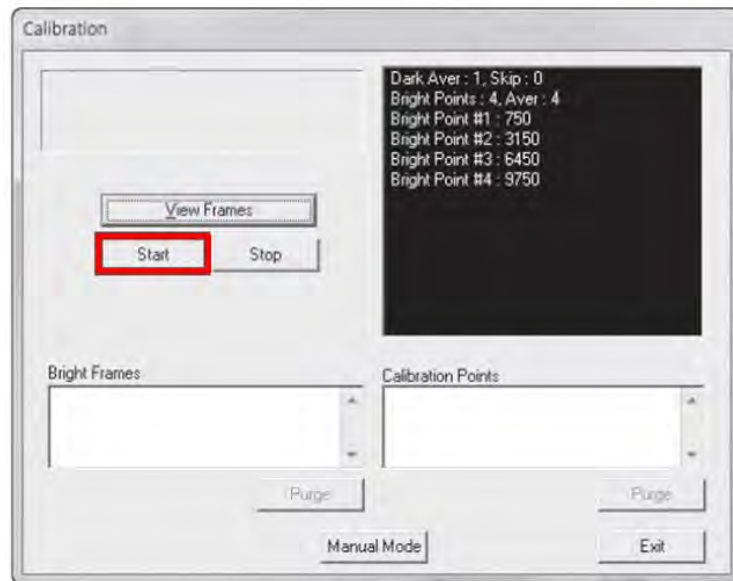 Calibration
Dark Aver : 1, Skip : 0
Bright Points : 4, Aver : 4
Bright Point #1 : 750
Bright Point #2 : 3150
Bright Point #3 : 6450
Bright Point #4 : 9750
View Frames
Start Stop
Bright Frames
Calibration Points
Purge
Purge
Manual Mode
Exit